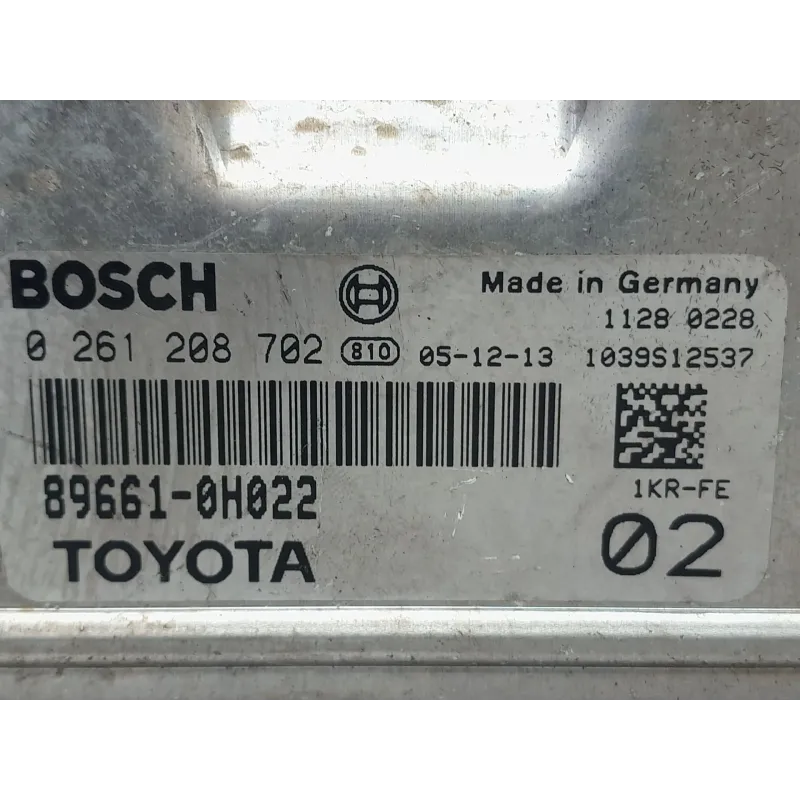 BOSCH
Made in Germany
1128 0228
0 261 208 702 810 05-12-13 1039S12537
89661-0H022
1KR-FE
TOYOTA
02